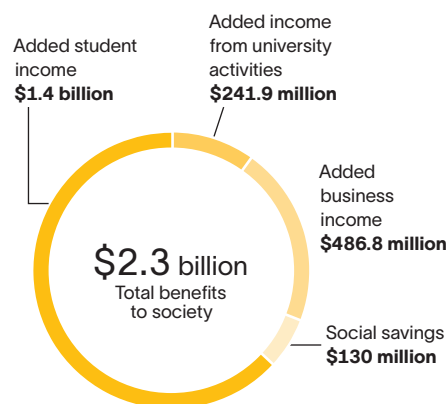 Added student
income
$1.4 billion
Added income
from university
activities
$241.9 million
Added
business
income
$486.8 million
$2.3 billion
Total benefits
to society
Social savings
$130 million